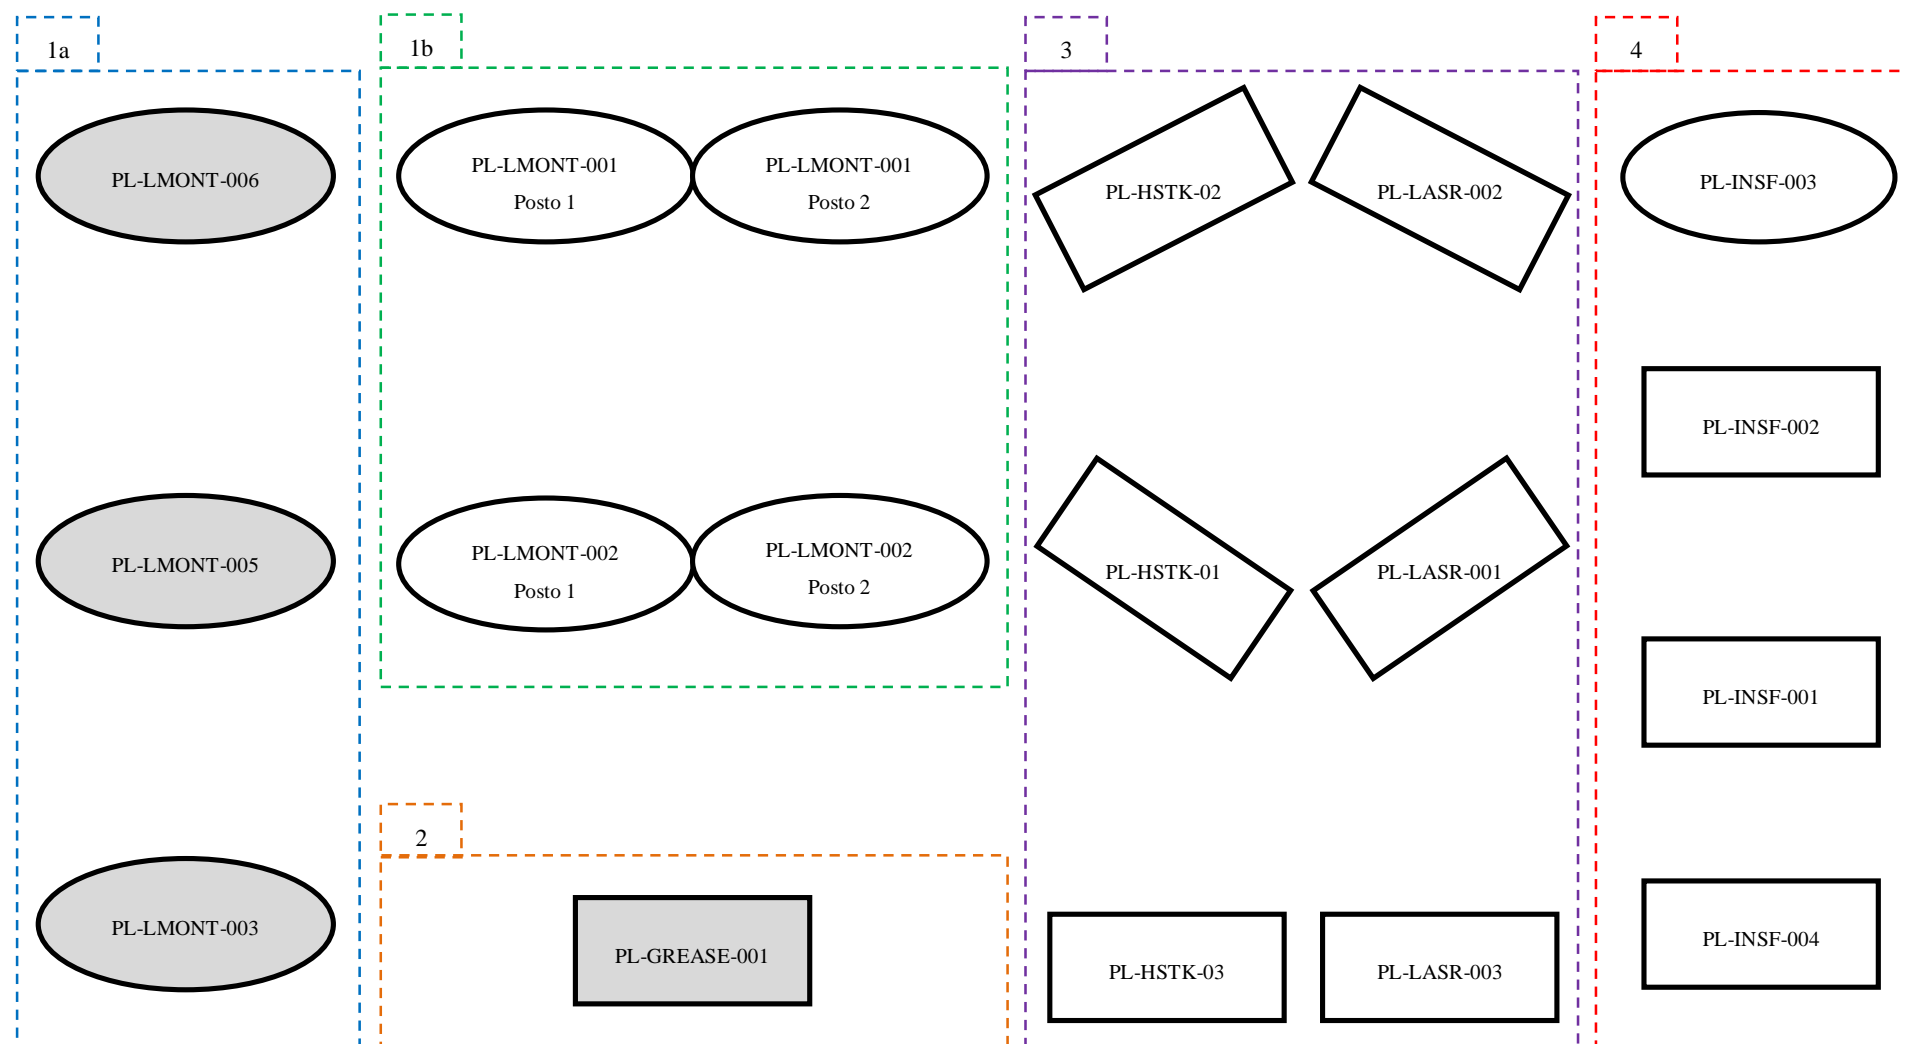 1a
PL-LMONT-006
PL-LMONT-005
PL-LMONT-003
1b
PL-LMONT-001
Posto 1
PL-LMONT-001
Posto 2
PL-LMONT-002
Posto 1
PL-LMONT-002
Posto 2
2
PL-GREASE-001
3
PL-HSTK-02
PL-LASR-002
PL-HSTK-01
PL-LASR-001
PL-HSTK-03
PL-LASR-003
4
PL-INSF-003
PL-INSF-002
PL-INSF-001
PL-INSF-004